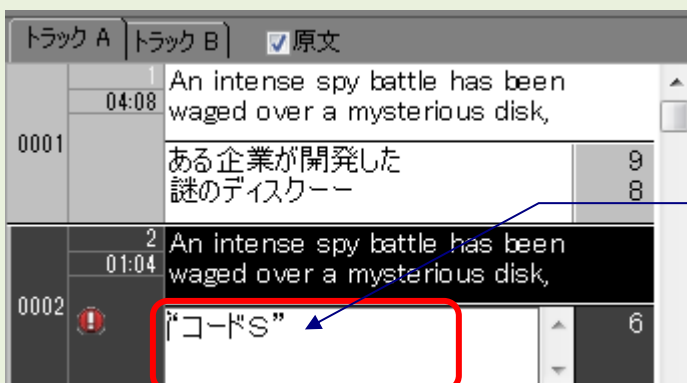 トラック A トラック B 原文
1
04:08
An intense spy battle has been
waged over a mysterious disk,
0001
ある企業が開発した 9
謎のディスクーー 8
2
01:04
An intense spy battle has been
waged over a mysterious disk,
0002
“コードS” 6